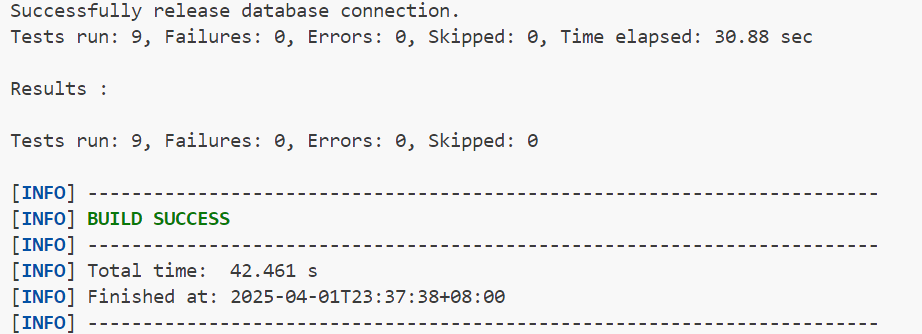 Successfully release database connection.
Tests run: 9, Failures: 0, Errors: 0, Skipped: 0, Time elapsed: 30.88 sec
Results :
Tests run: 9, Failures: 0, Errors: 0, Skipped: 0
[INFO] ------------------------------------------------------------------------
[INFO] BUILD SUCCESS
[INFO] ------------------------------------------------------------------------
[INFO] Total time:  42.461 s
[INFO] Finished at: 2025-04-01T23:37:38+08:00
[INFO] ------------------------------------------------------------------------